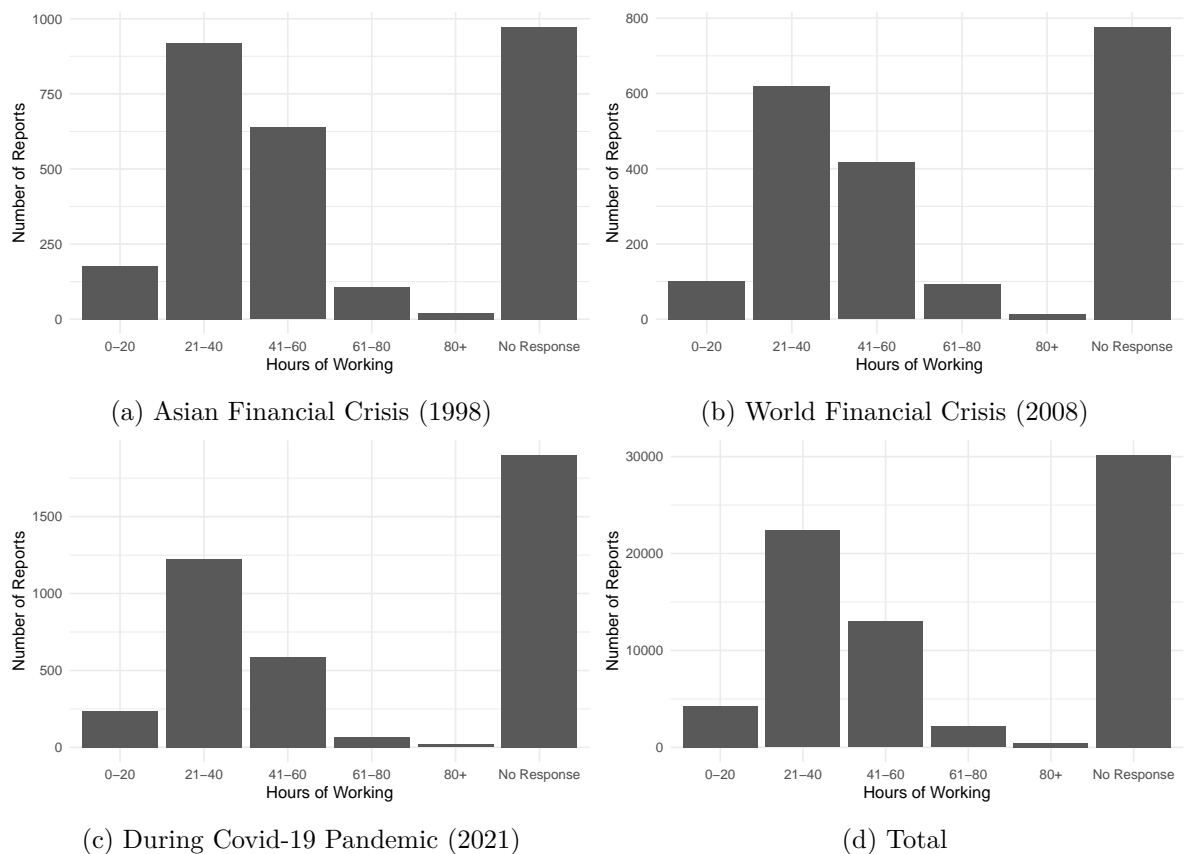 Number of Reports
1000
750
500
250
0
0–20 21–40 41–60 61–80 80+ No Response
Hours of Working
(a) Asian Financial Crisis (1998)
Number of Reports
800
600
400
200
0
0–20 21–40 41–60 61–80 80+ No Response
Hours of Working
(b) World Financial Crisis (2008)
Number of Reports
1500
1000
500
0
0–20 21–40 41–60 61–80 80+ No Response
Hours of Working
(c) During Covid-19 Pandemic (2021)
Number of Reports
30000
20000
10000
0
0–20 21–40 41–60 61–80 80+ No Response
Hours of Working
(d) Total